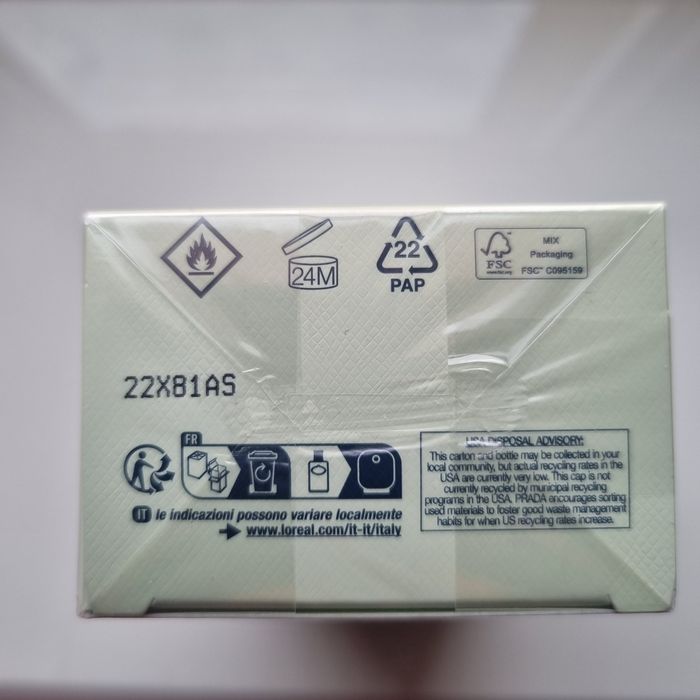 24M
22
PAP
FSC
www.fsc.org
MIX
Packaging
FSC™ C095159
22X81AS
FR
IT le indicazioni possono variare localmente
www.loreal.com/it-it/italy
USA DISPOSAL ADVISORY:
This carton and bottle may be collected in your
local community, but actual recycling rates in the
USA are currently very low. This cap is not
currently recycled by municipal recycling
programs in the USA. PRADA encourages sorting
used materials to foster good waste management
habits for when US recycling rates increase.